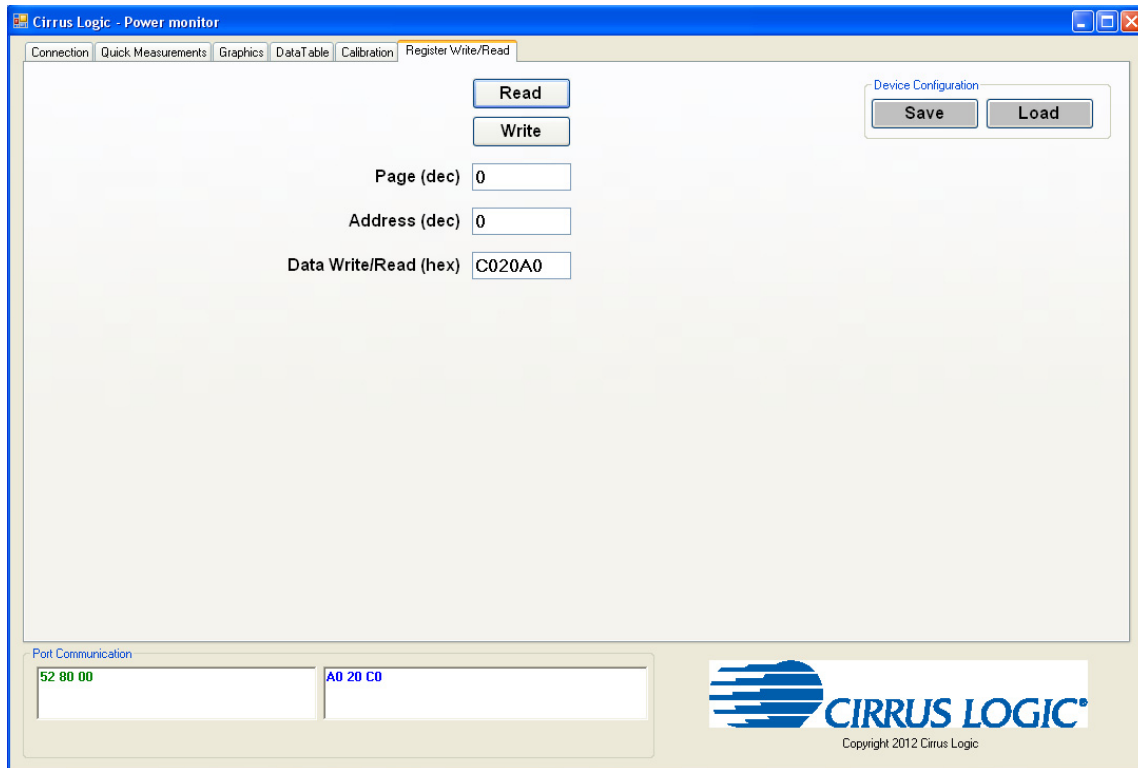 Cirrus Logic - Power monitor
Connection Quick Measurements Graphics DataTable Calibration Register Write/Read
Read
Write
Device Configuration
Save Load
Page (dec) 0
Address (dec) 0
Data Write/Read (hex) C020A0
Port Communication
52 80 00 A0 20 C0
CIRRUS LOGIC®
Copyright 2012 Cirrus Logic